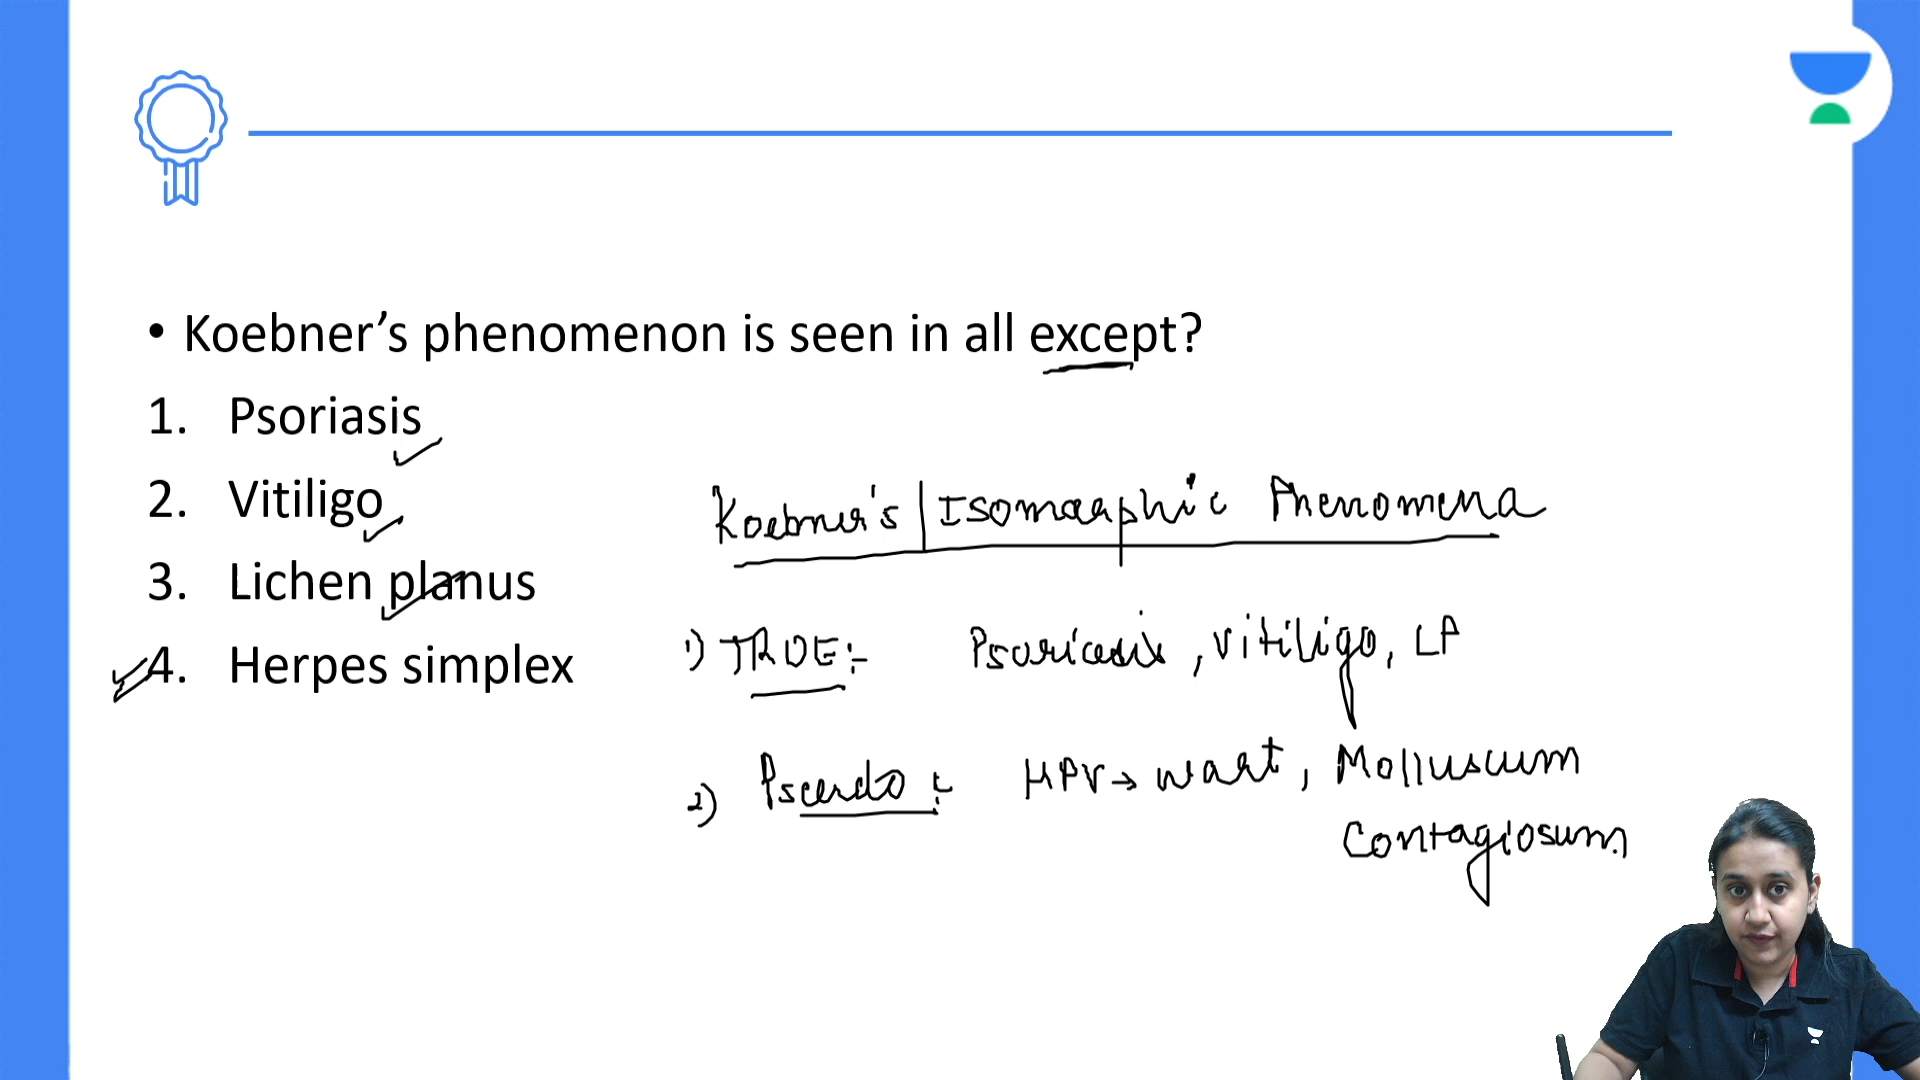 • Koebner’s phenomenon is seen in all except?
1. Psoriasis
2. Vitiligo
3. Lichen planus
4. Herpes simplex
Koebner's | Isomorphic Phenomena
1) TRUE :- Psoriasis, Vitiligo, LP
2) Pseudo :- HPV → wart, Molluscum
Contagiosum